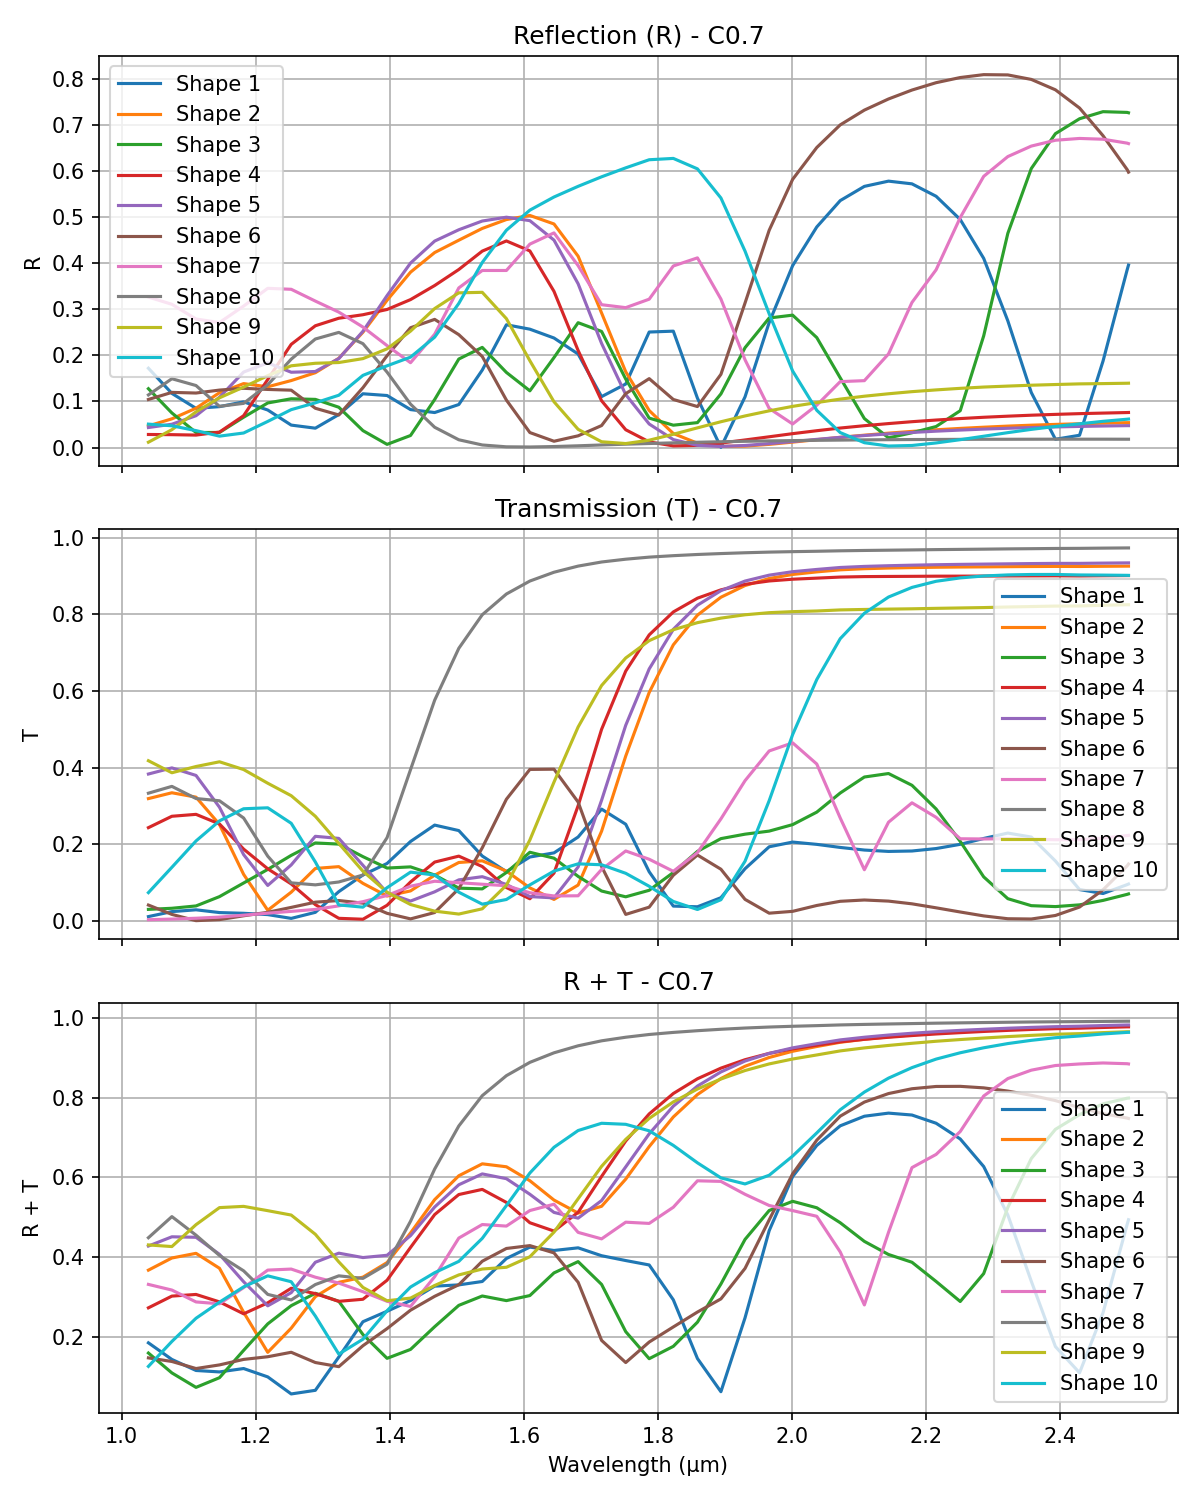 Reflection (R) - C0.7
R
0.8
0.7
0.6
0.5
0.4
0.3
0.2
0.1
0.0
Shape 1
Shape 2
Shape 3
Shape 4
Shape 5
Shape 6
Shape 7
Shape 8
Shape 9
Shape 10
Transmission (T) - C0.7
T
1.0
0.8
0.6
0.4
0.2
0.0
Shape 1
Shape 2
Shape 3
Shape 4
Shape 5
Shape 6
Shape 7
Shape 8
Shape 9
Shape 10
R + T - C0.7
R + T
1.0
0.8
0.6
0.4
0.2
Shape 1
Shape 2
Shape 3
Shape 4
Shape 5
Shape 6
Shape 7
Shape 8
Shape 9
Shape 10
1.0 1.2 1.4 1.6 1.8 2.0 2.2 2.4
Wavelength (μm)